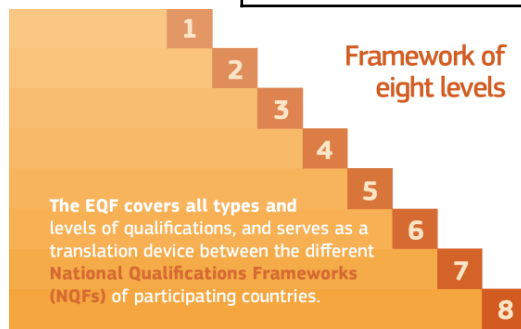 1
Framework of
2
eight levels
3
4
5
The EQF covers all types and
levels of qualifications, and serves as a
6
translation device between the different
National Qualifications Frameworks
7
(NQFs) of participating countries.
8